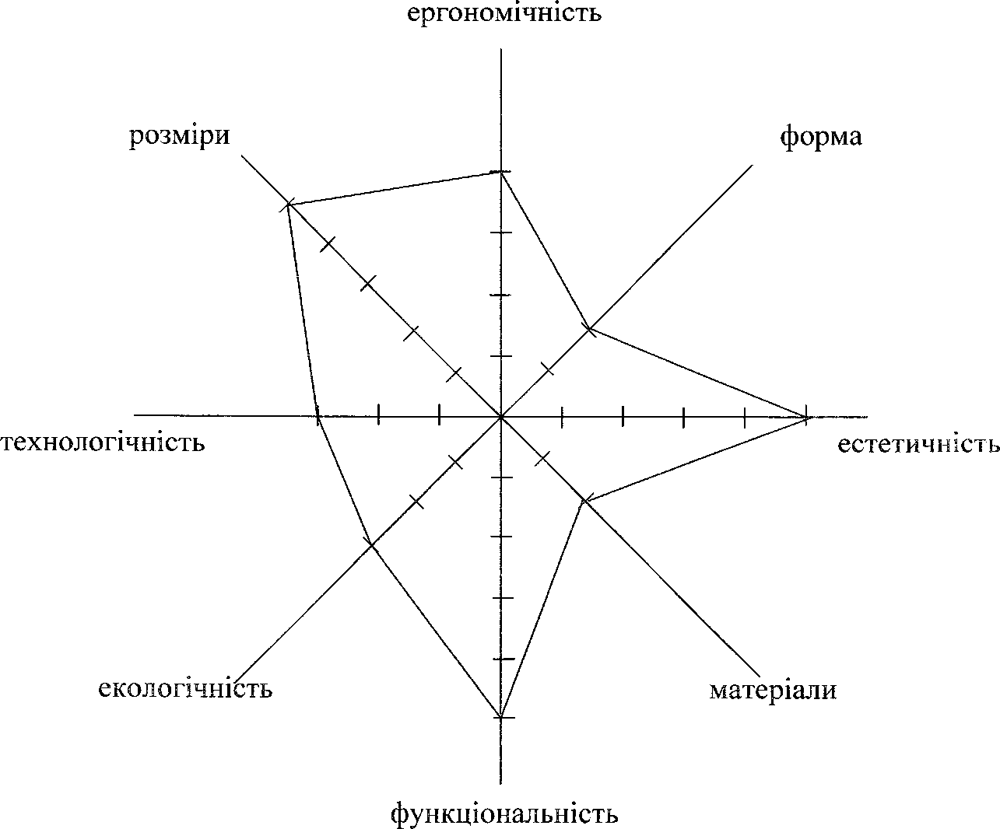 ергономічність
розміри
форма
технологічність
естетичність
екологічність
матеріали
функціональність